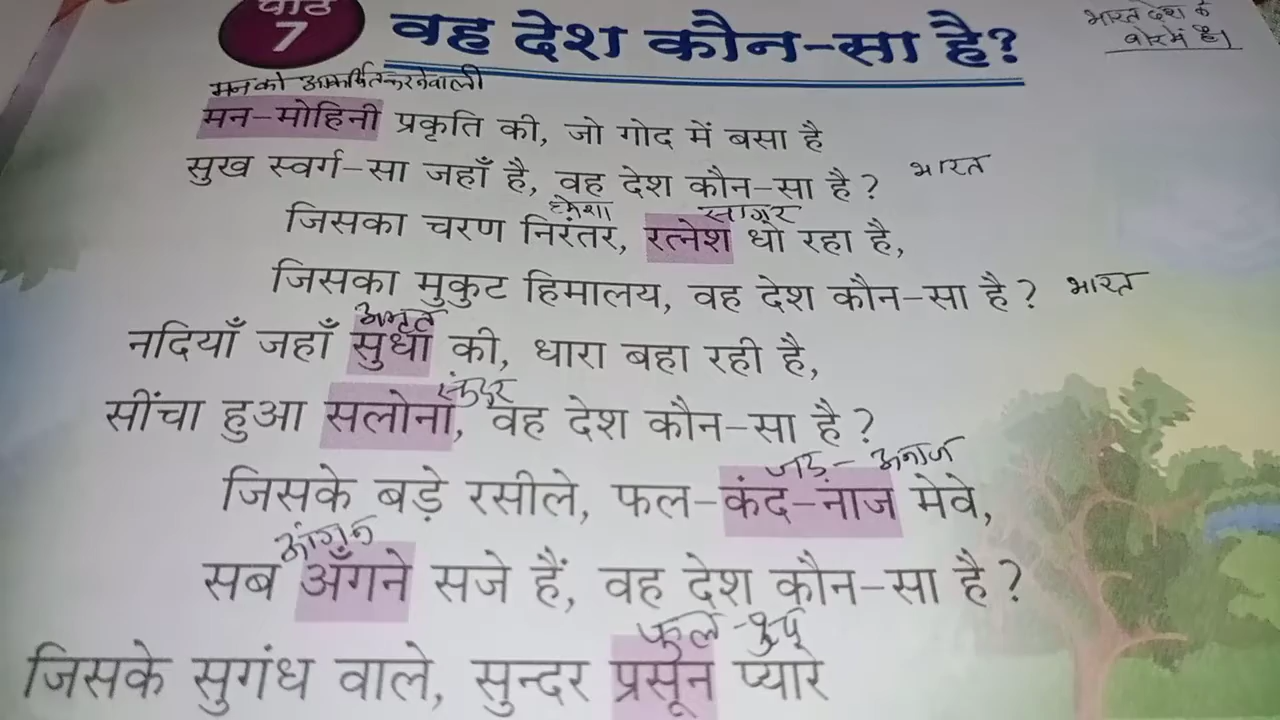 पाठ
7
वह देश कौन-सा है?
भारत देश के
बारे में है।
मन को आकर्षित करने वाली
मन-मोहिनी प्रकृति की, जो गोद में बसा है
सुख स्वर्ग-सा जहाँ है, वह देश कौन-सा है? भारत
हमेशा सागर
जिसका चरण निरंतर, रत्नेश धो रहा है,
जिसका मुकुट हिमालय, वह देश कौन-सा है? भारत
अमृत
नदियाँ जहाँ सुधा की, धारा बहा रही है,
सुंदर
सींचा हुआ सलोना, वह देश कौन-सा है?
जड़ - अनाज
जिसके बड़े रसीले, फल-कंद-नाज मेवे,
आंगन
सब अँगने सजे हैं, वह देश कौन-सा है?
फुल - पुष्प
जिसके सुगंध वाले, सुन्दर प्रसून प्यारे